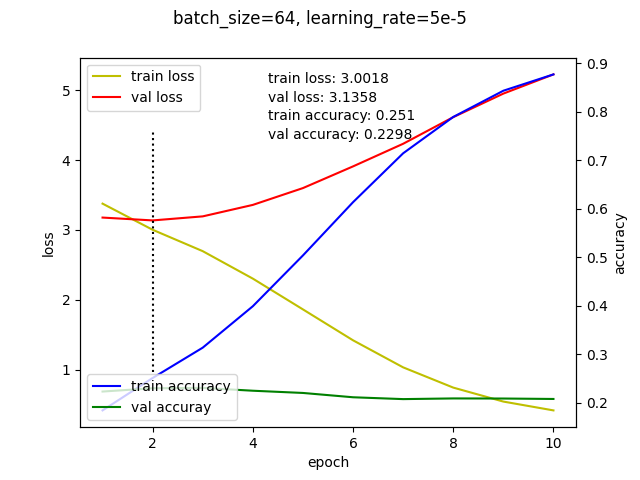 batch_size=64, learning_rate=5e-5
train loss
val loss
train loss: 3.0018
val loss: 3.1358
train accuracy: 0.251
val accuracy: 0.2298
5
4
3
2
1
loss
0.9
0.8
0.7
0.6
0.5
0.4
0.3
0.2
accuracy
train accuracy
val accuray
2
4
6
8
10
epoch